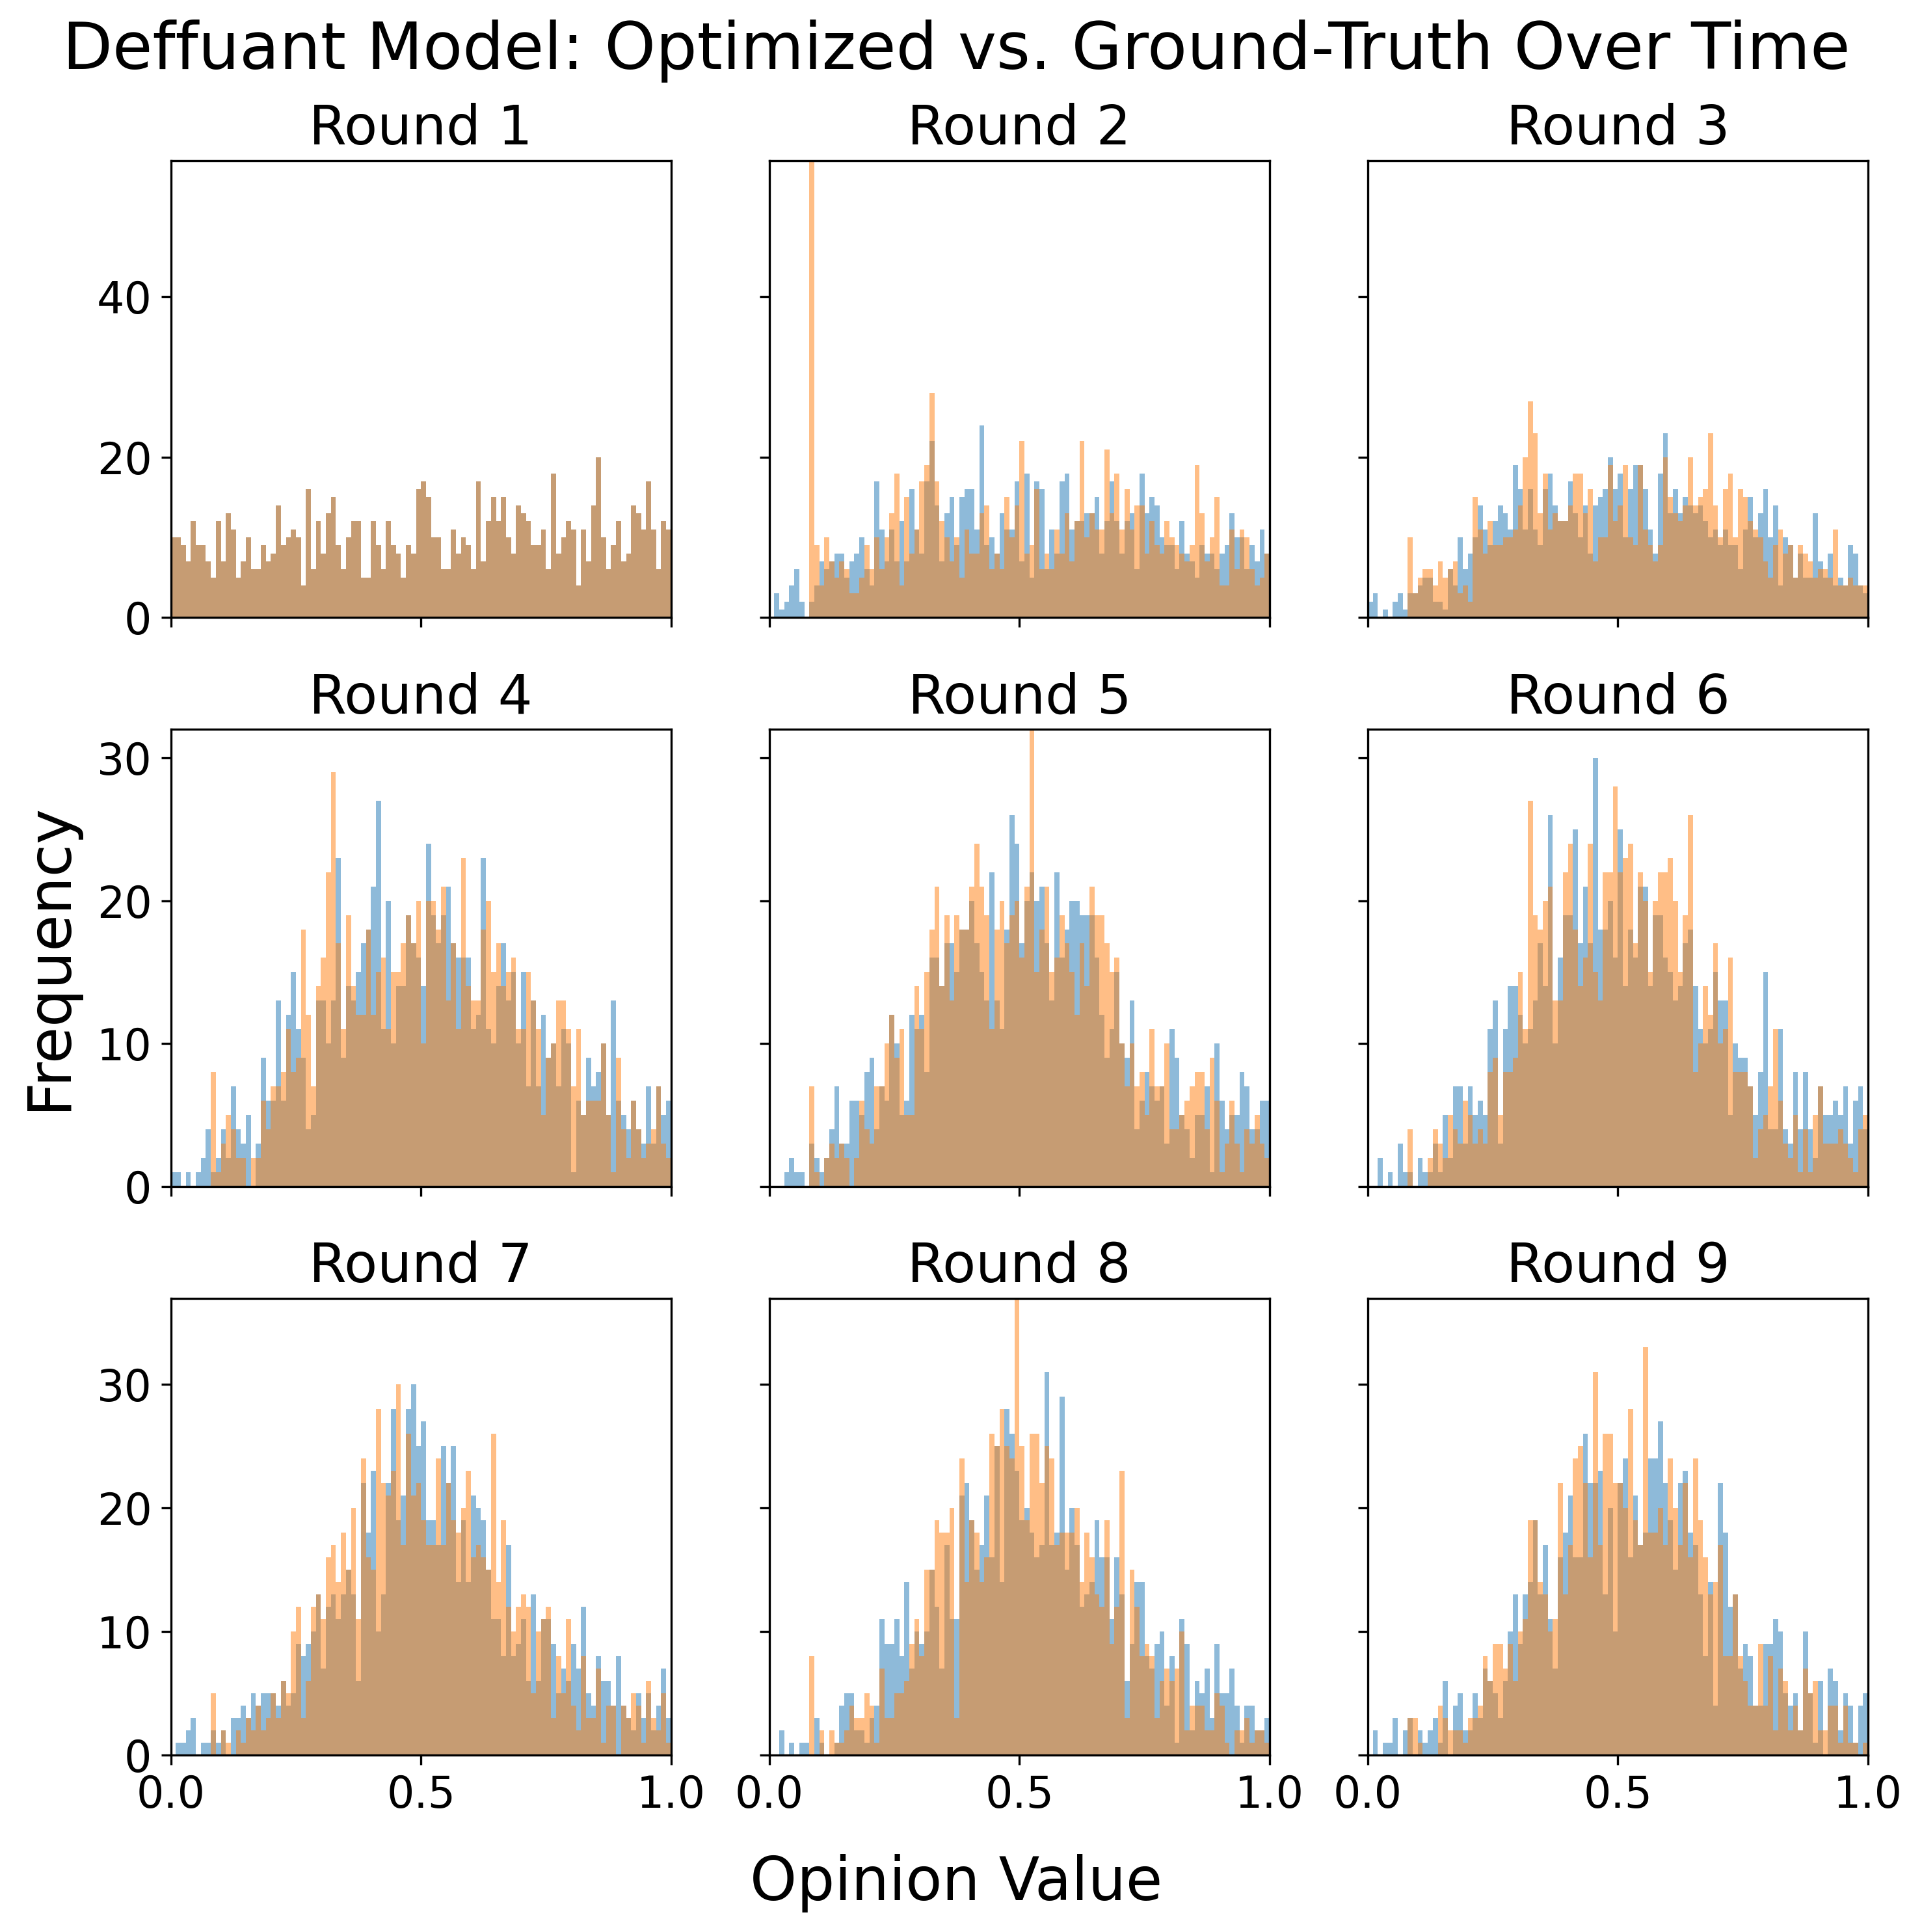 Deffuant Model: Optimized vs. Ground-Truth Over Time
Round 1
Round 2
Round 3
40
20
0
Round 4
Round 5
Round 6
30
20
10
0
Frequency
Round 7
Round 8
Round 9
30
20
10
0
0.0 0.5 1.0 0.0 0.5 1.0 0.0 0.5 1.0
Opinion Value